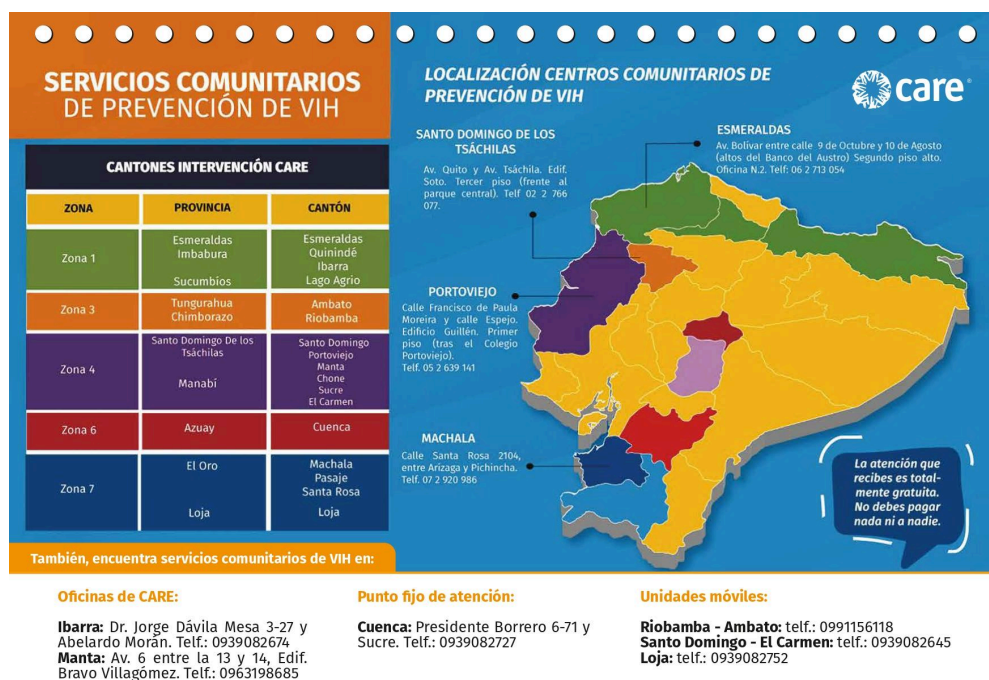 SERVICIOS COMUNITARIOS
DE PREVENCIÓN DE VIH
CANTONES INTERVENCIÓN CARE
ZONA PROVINCIA CANTÓN
Zona 1
Esmeraldas
Imbabura
Sucumbios
Esmeraldas
Quinindé
Ibarra
Lago Agrio
Zona 3
Tungurahua
Chimborazo
Ambato
Riobamba
Zona 4
Santo Domingo De los
Tsáchilas
Manabí
Santo Domingo
Portoviejo
Manta
Chone
Sucre
El Carmen
Zona 6
Azuay
Cuenca
Zona 7
El Oro
Loja
Machala
Pasaje
Santa Rosa
Loja
LOCALIZACIÓN CENTROS COMUNITARIOS DE
PREVENCIÓN DE VIH
care
SANTO DOMINGO DE LOS
TSÁCHILAS
Av. Quito y Av. Tsáchila. Edif.
Soto. Tercer piso (frente al
parque central). Telf 02 2 766
077.
ESMERALDAS
Av. Bolívar entre calle 9 de Octubre y 10 de Agosto
(altos del Banco del Austro) Segundo piso alto.
Oficina N.2. Telf: 06 2 713 054
PORTOVIEJO
Calle Francisco de Paula
Moreira y calle Espejo.
Edificio Guillén. Primer
piso (tras el Colegio
Portoviejo).
Telf. 05 2 639 141
MACHALA
Calle Santa Rosa 2104,
entre Arízaga y Pichincha.
Telf. 07 2 920 986
La atención que
recibes es total-
mente gratuita.
No debes pagar
nada ni a nadie.
También, encuentra servicios comunitarios de VIH en:
Oficinas de CARE:
Ibarra: Dr. Jorge Dávila Mesa 3-27 y
Abelardo Morán. Telf.: 0939082674
Manta: Av. 6 entre la 13 y 14, Edif.
Bravo Villagómez. Telf.: 0963198685
Punto fijo de atención:
Cuenca: Presidente Borrero 6-71 y
Sucre. Telf.: 0939082727
Unidades móviles:
Riobamba - Ambato: telf.: 0991156118
Santo Domingo - El Carmen: telf.: 0939082645
Loja: telf.: 0939082752